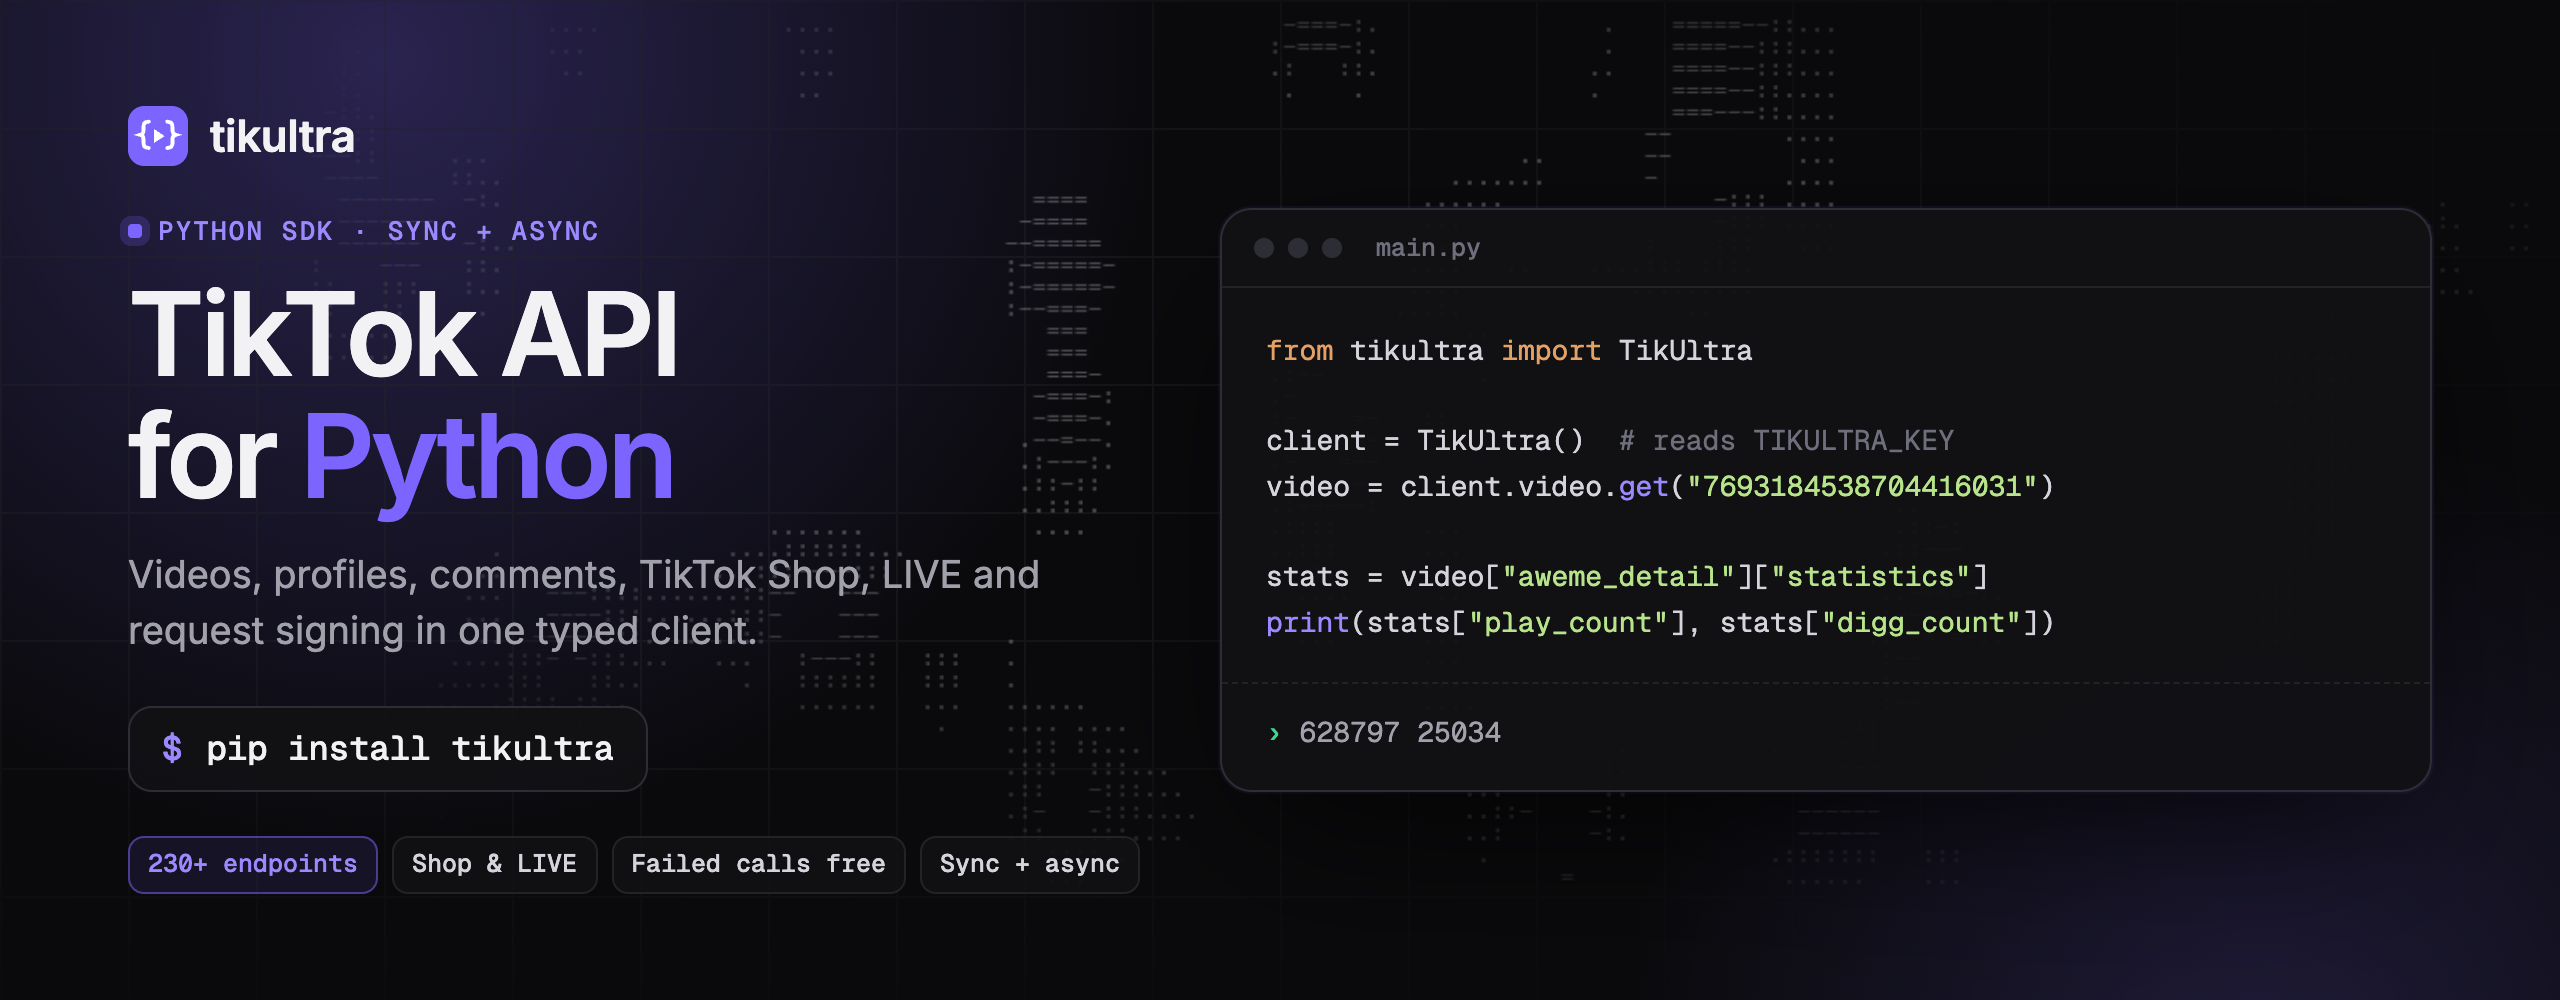 tikultra
PYTHON SDK · SYNC + ASYNC
TikTok API
for Python
Videos, profiles, comments, TikTok Shop, LIVE and
request signing in one typed client.
$ pip install tikultra
230+ endpoints
Shop & LIVE
Failed calls free
Sync + async
main.py
from tikultra import TikUltra
client = TikUltra()  # reads TIKULTRA_KEY
video = client.video.get("7693184538704416031")
stats = video["aweme_detail"]["statistics"]
print(stats["play_count"], stats["digg_count"])
› 628797 25034